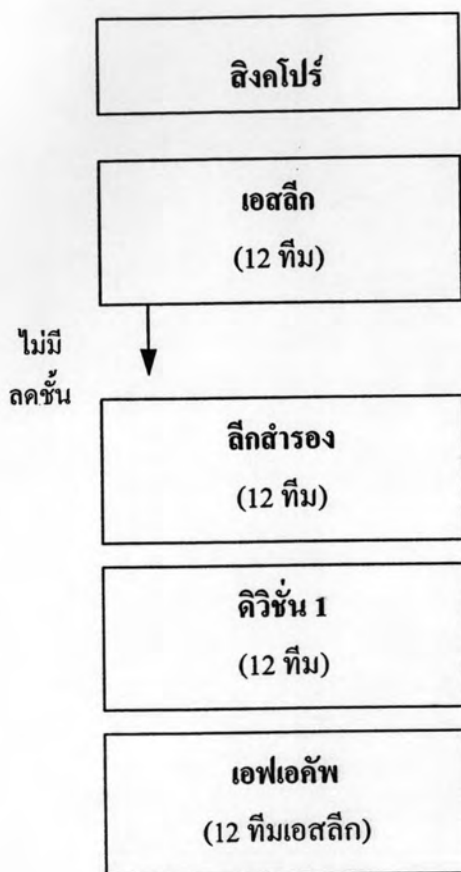 สิงคโปร์
เอสลีก
(12 ทีม)
ไม่มี
ลดชั้น
ลีกสำรอง
(12 ทีม)
ดิวิชั่น 1
(12 ทีม)
เอฟเอคัพ
(12 ทีมเอสลีก)